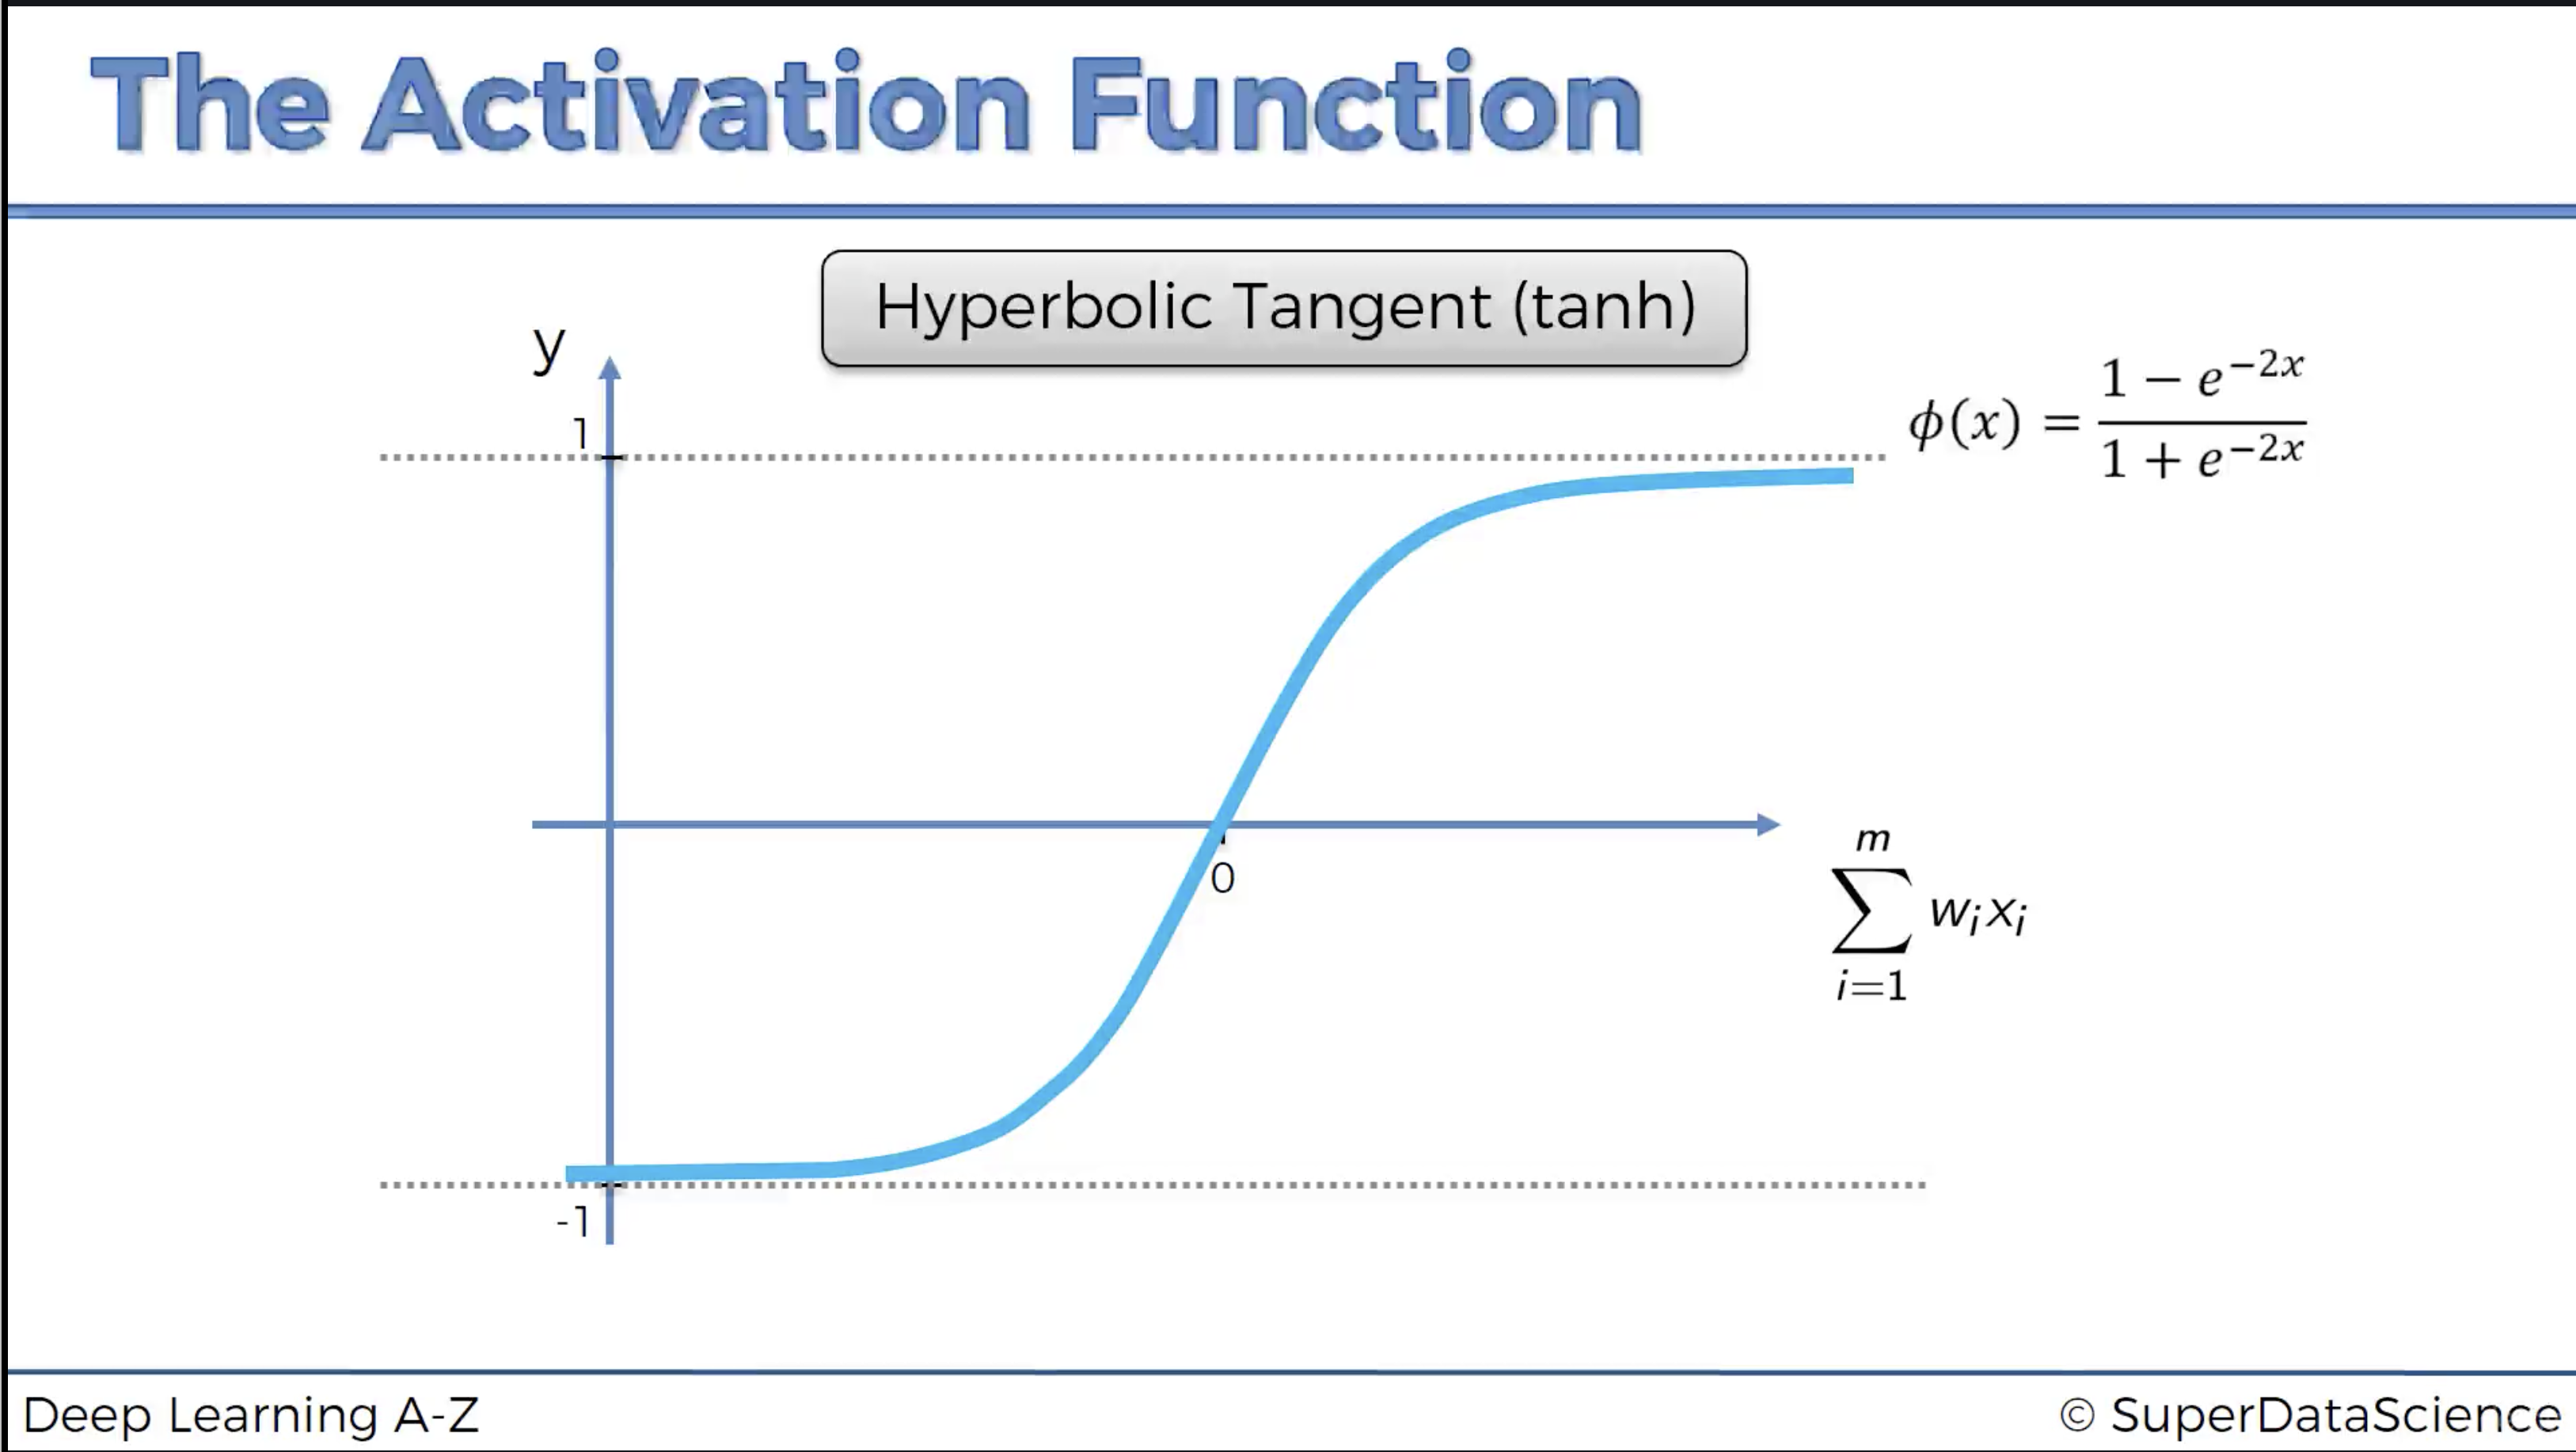 The Activation Function
Hyperbolic Tangent (tanh)
y
1
ϕ(x) = \frac{1 − e^{−2x}}{1 + e^{−2x}}
0
\sum_{i=1}^{m} w_i x_i
-1
Deep Learning A-Z
© SuperDataScience